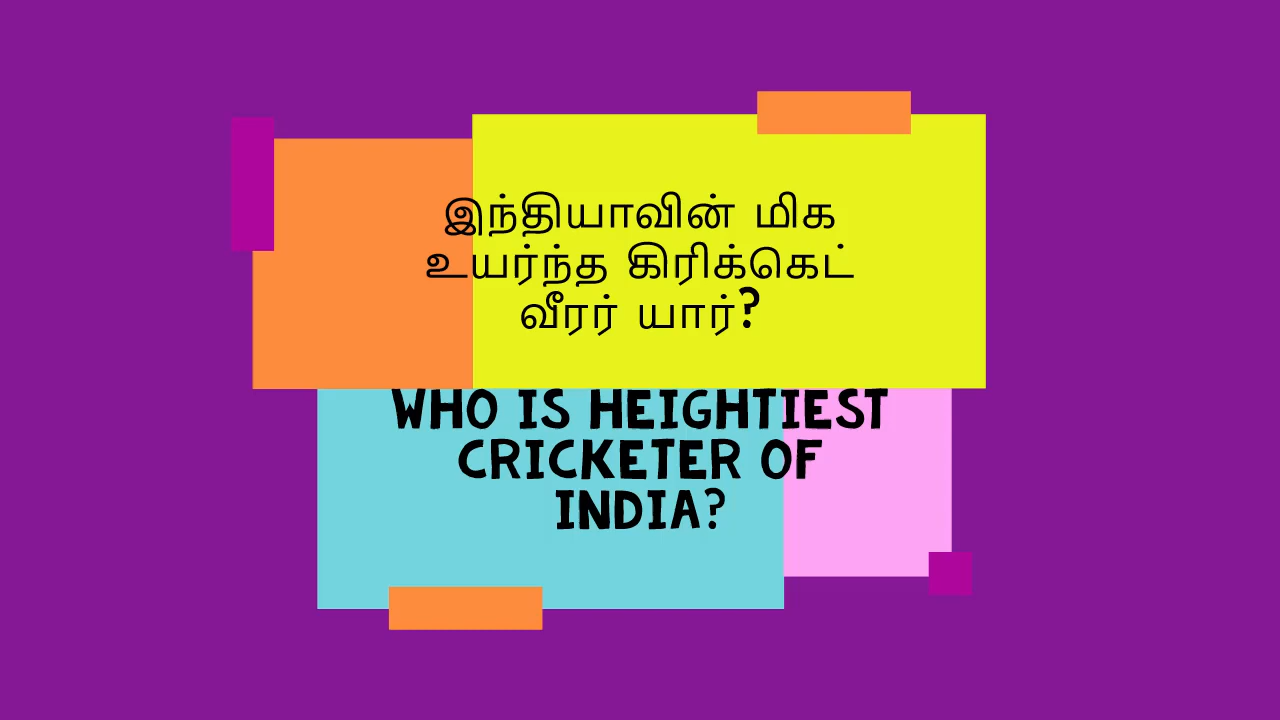 இந்தியாவின் மிக
உயர்ந்த கிரிக்கெட்
வீரர் யார்?
WHO IS HEIGHTIEST
CRICKETER OF
INDIA?